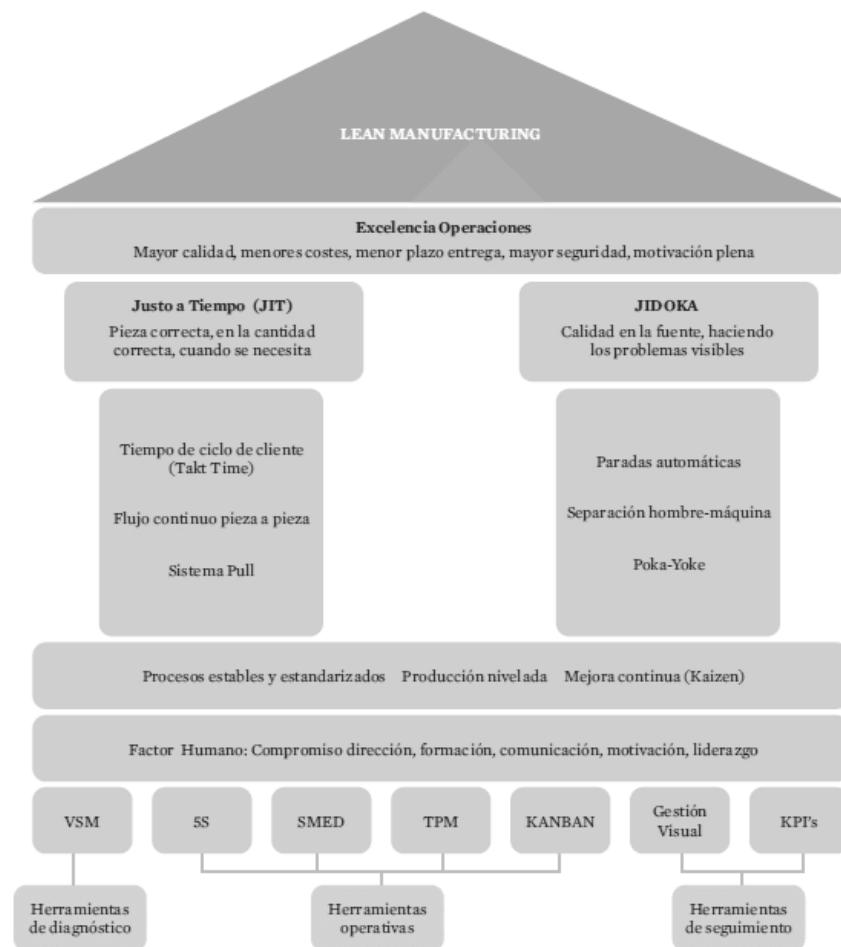 LEAN MANUFACTURING
Excelencia Operaciones
Mayor calidad, menores costes, menor plazo entrega, mayor seguridad, motivación plena
Justo a Tiempo (JIT)
Pieza correcta, en la cantidad
correcta, cuando se necesita
JIDOKA
Calidad en la fuente, haciendo
los problemas visibles
Tiempo de ciclo de cliente
(Takt Time)
Flujo continuo pieza a pieza
Sistema Pull
Paradas automáticas
Separación hombre-máquina
Poka-Yoke
Procesos estables y estandarizados Producción nivelada Mejora continua (Kaizen)
Factor Humano: Compromiso dirección, formación, comunicación, motivación, liderazgo
VSM
5S
SMED
TPM
KANBAN
Gestión
Visual
KPI's
Herramientas
de diagnóstico
Herramientas
operativas
Herramientas
de seguimiento